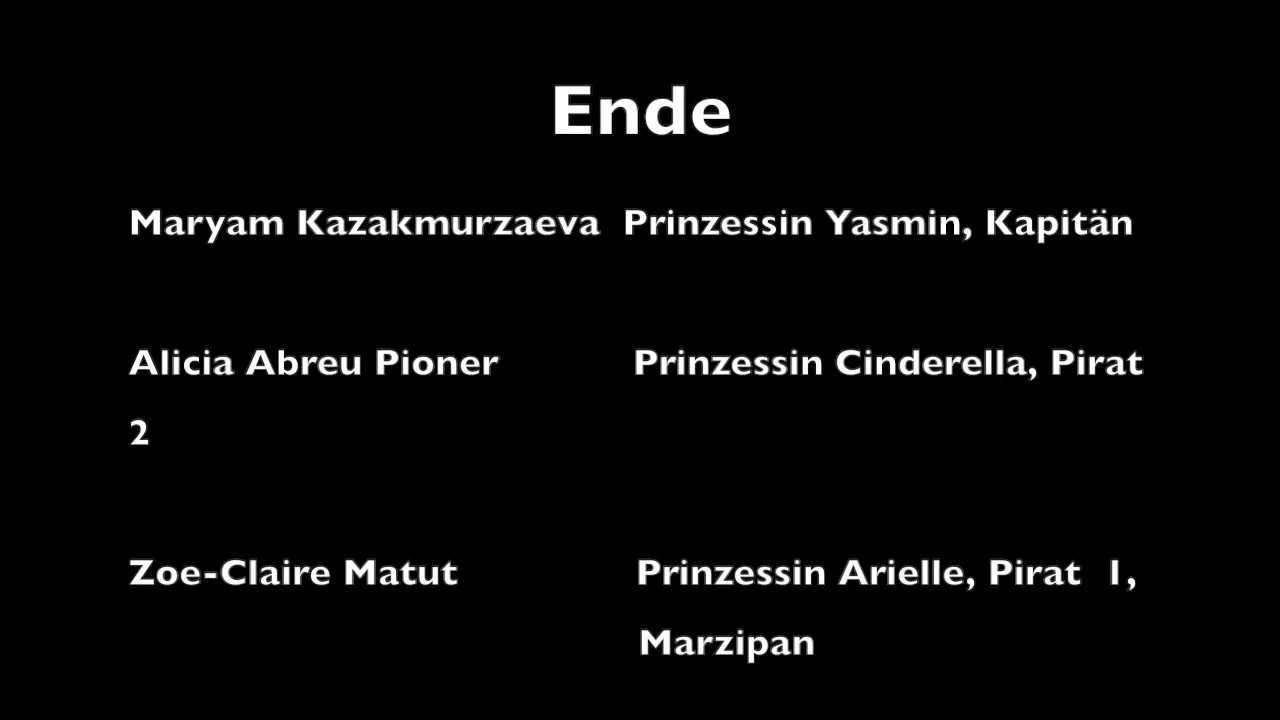 Ende
Maryam Kazakmurzaeva Prinzessin Yasmin, Kapitän
Alicia Abreu Pioner Prinzessin Cinderella, Pirat
2
Zoe-Claire Matut Prinzessin Arielle, Pirat 1,
Marzipan